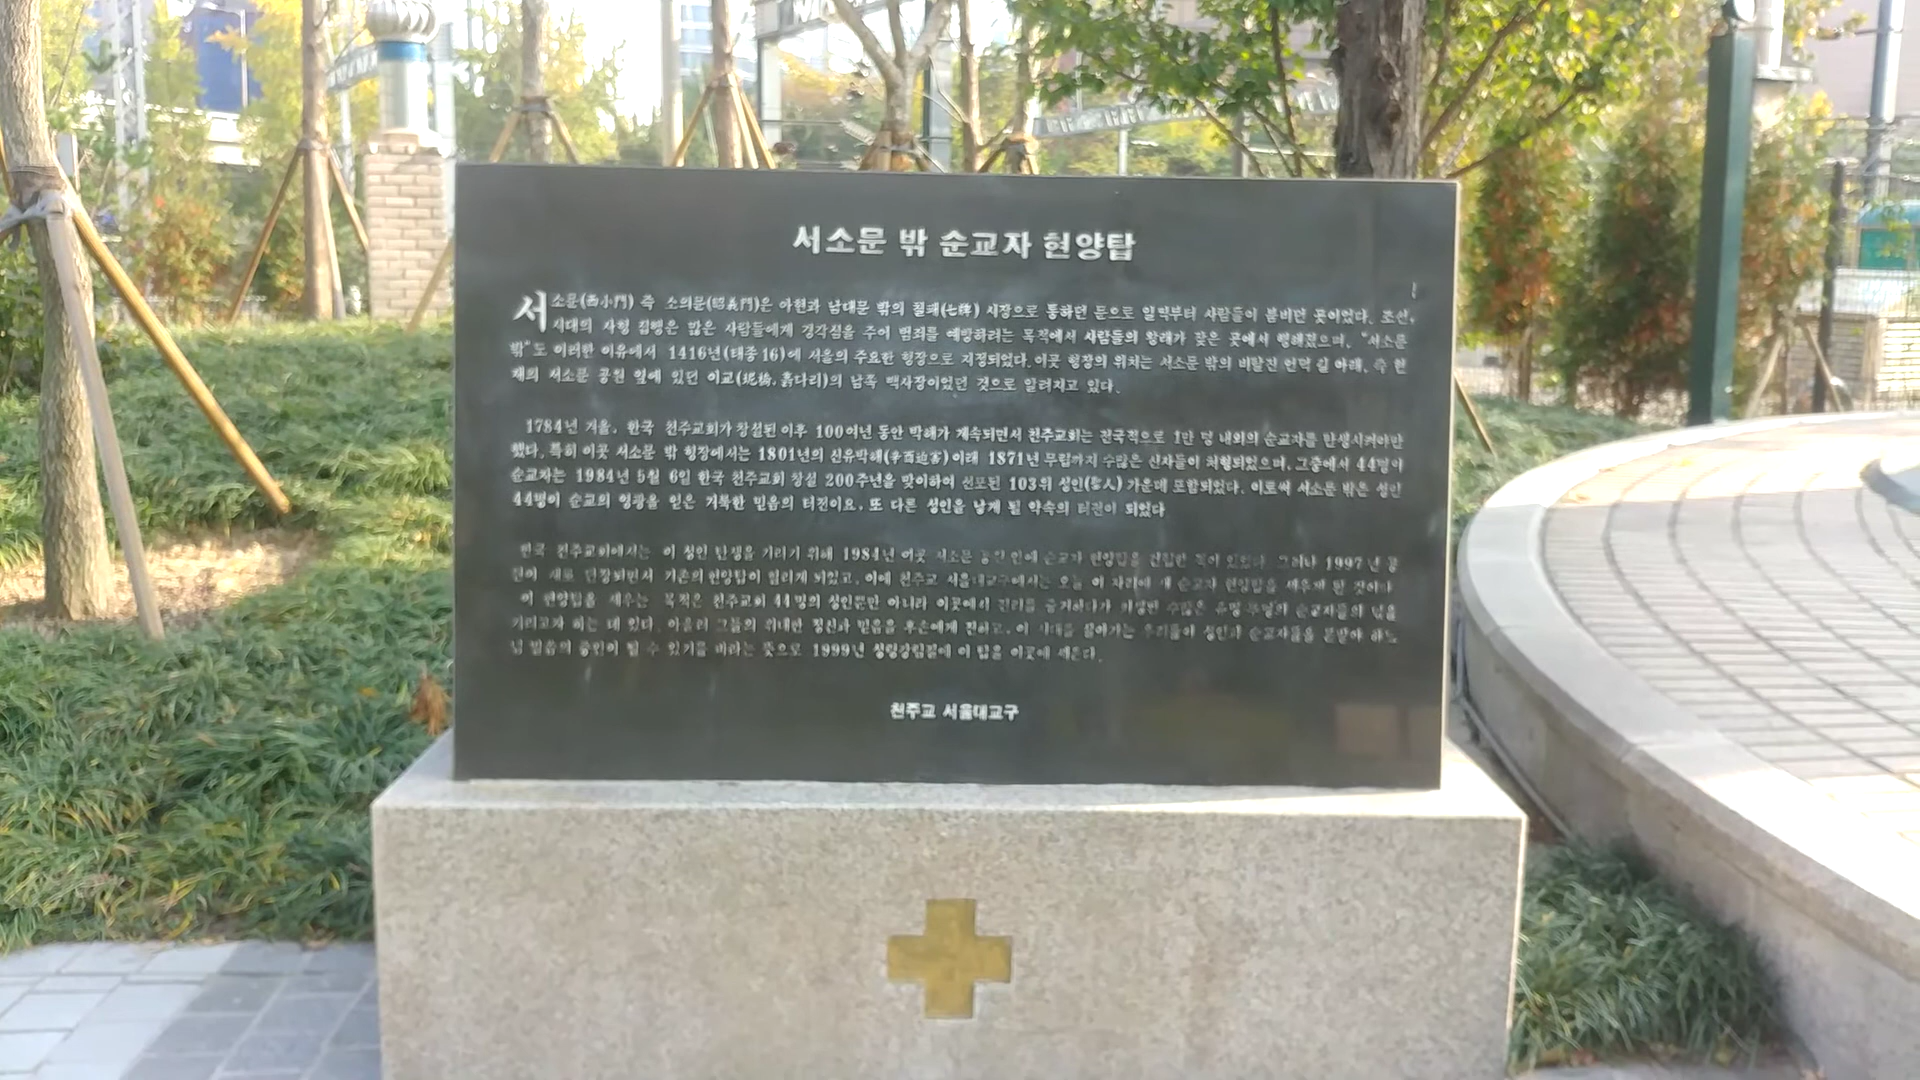 서소문 밖 순교자 현양탑
서소문(西小門) 즉 소의문(昭義門)은 아현과 남대문 밖의 칠패(七牌) 시장으로 통하던 문으로 일찍부터 사람들이 붐비던 곳이었다. 조선,
시대의 사형 집행은 많은 사람들에게 경각심을 주어 범죄를 예방하려는 목적에서 사람들의 왕래가 잦은 곳에서 행해졌으며, "서소문
밖"도 이러한 이유에서 1416년(태종 16)에 서울의 주요한 형장으로 지정되었다. 이곳 형장의 위치는 서소문 밖의 비탈진 언덕 길 아래, 즉 현
재의 서소문 공원 옆에 있던 이교(圯橋, 흙다리)의 남쪽 백사장이었던 것으로 알려지고 있다.
1784년 겨울, 한국 천주교회가 창설된 이후 100여년 동안 박해가 계속되면서 천주교회는 전국적으로 1만 명 내외의 순교자를 탄생시켜야만
했다. 특히 이곳 서소문 밖 형장에서는 1801년의 신유박해(辛酉迫害) 이래 1871년 무렵까지 수많은 신자들이 처형되었으며, 그중에서 44명의
순교자는 1984년 5월 6일 한국 천주교회 창설 200주년을 맞이하여 선포된 103위 성인(聖人) 가운데 포함되었다. 이로써 서소문 밖은 성인
44명이 순교의 영광을 얻은 거룩한 믿음의 터전이요, 또 다른 성인을 낳게 될 약속의 터전이 되었다
한국 천주교회에서는 이 성인 탄생을 기리기 위해 1984년 이곳 서소문 공원 안에 순교자 현양탑을 건립한 적이 있었다. 그러나 1997년 공
원이 새로 단장되면서 기존의 현양탑이 헐리게 되었고, 이에 천주교 서울대교구에서는 오늘 이 자리에 새 순교자 현양탑을 세우게 된 것이다
이 현양탑을 세우는 목적은 천주교회 44명의 성인뿐만 아니라 이곳에서 진리를 증거하다가 희생된 수많은 유명·무명의 순교자들의 넋을
기리고자 하는 데 있다. 아울러 그들의 위대한 정신과 믿음을 후손에게 전하고, 이 시대를 살아가는 우리들이 성인과 순교자들을 본받아 하느
님 말씀의 증인이 될 수 있기를 바라는 뜻으로 1999년 성령강림절에 이 탑을 이곳에 세운다.
천주교 서울대교구